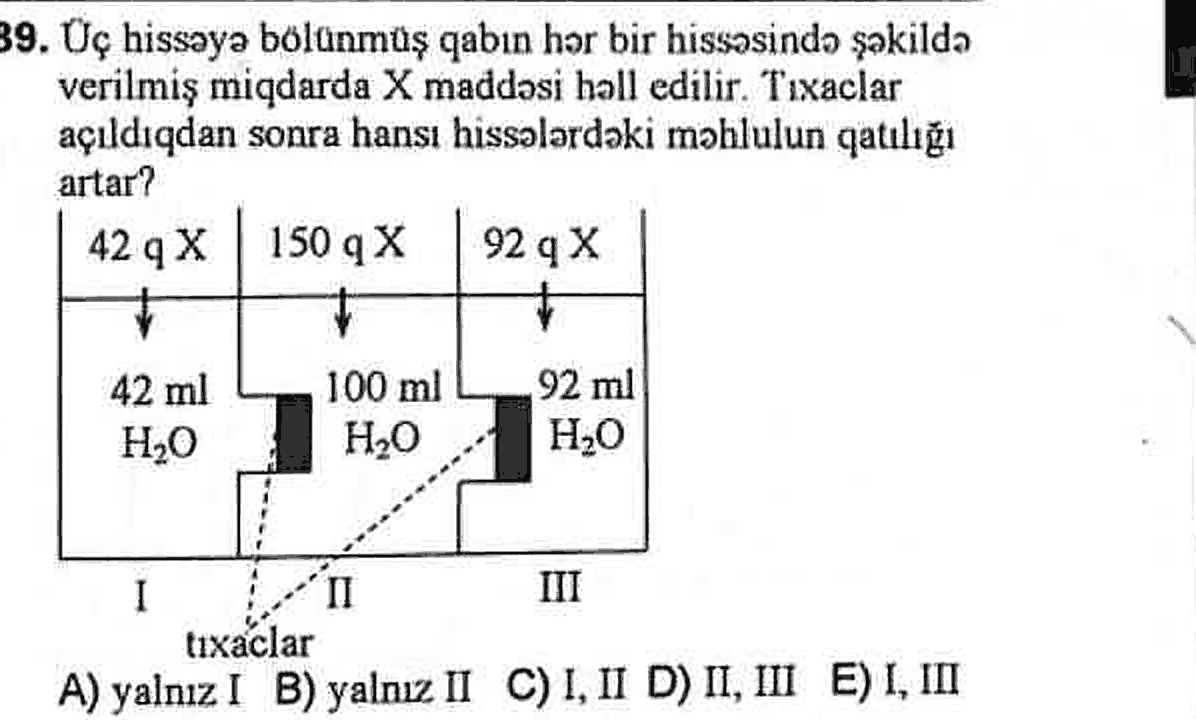 39. Üç hissəyə bölünmüş qabın hər bir hissəsində şəkildə
verilmiş miqdarda X maddəsi həll edilir. Tıxaclar
açıldıqdan sonra hansı hissələrdəki məhlulun qatılığı
artar?
42 q X 150 q X 92 q X
42 ml 100 ml 92 ml
H₂O H₂O H₂O
I II III
tıxaclar
A) yalnız I B) yalnız II C) I, II D) II, III E) I, III